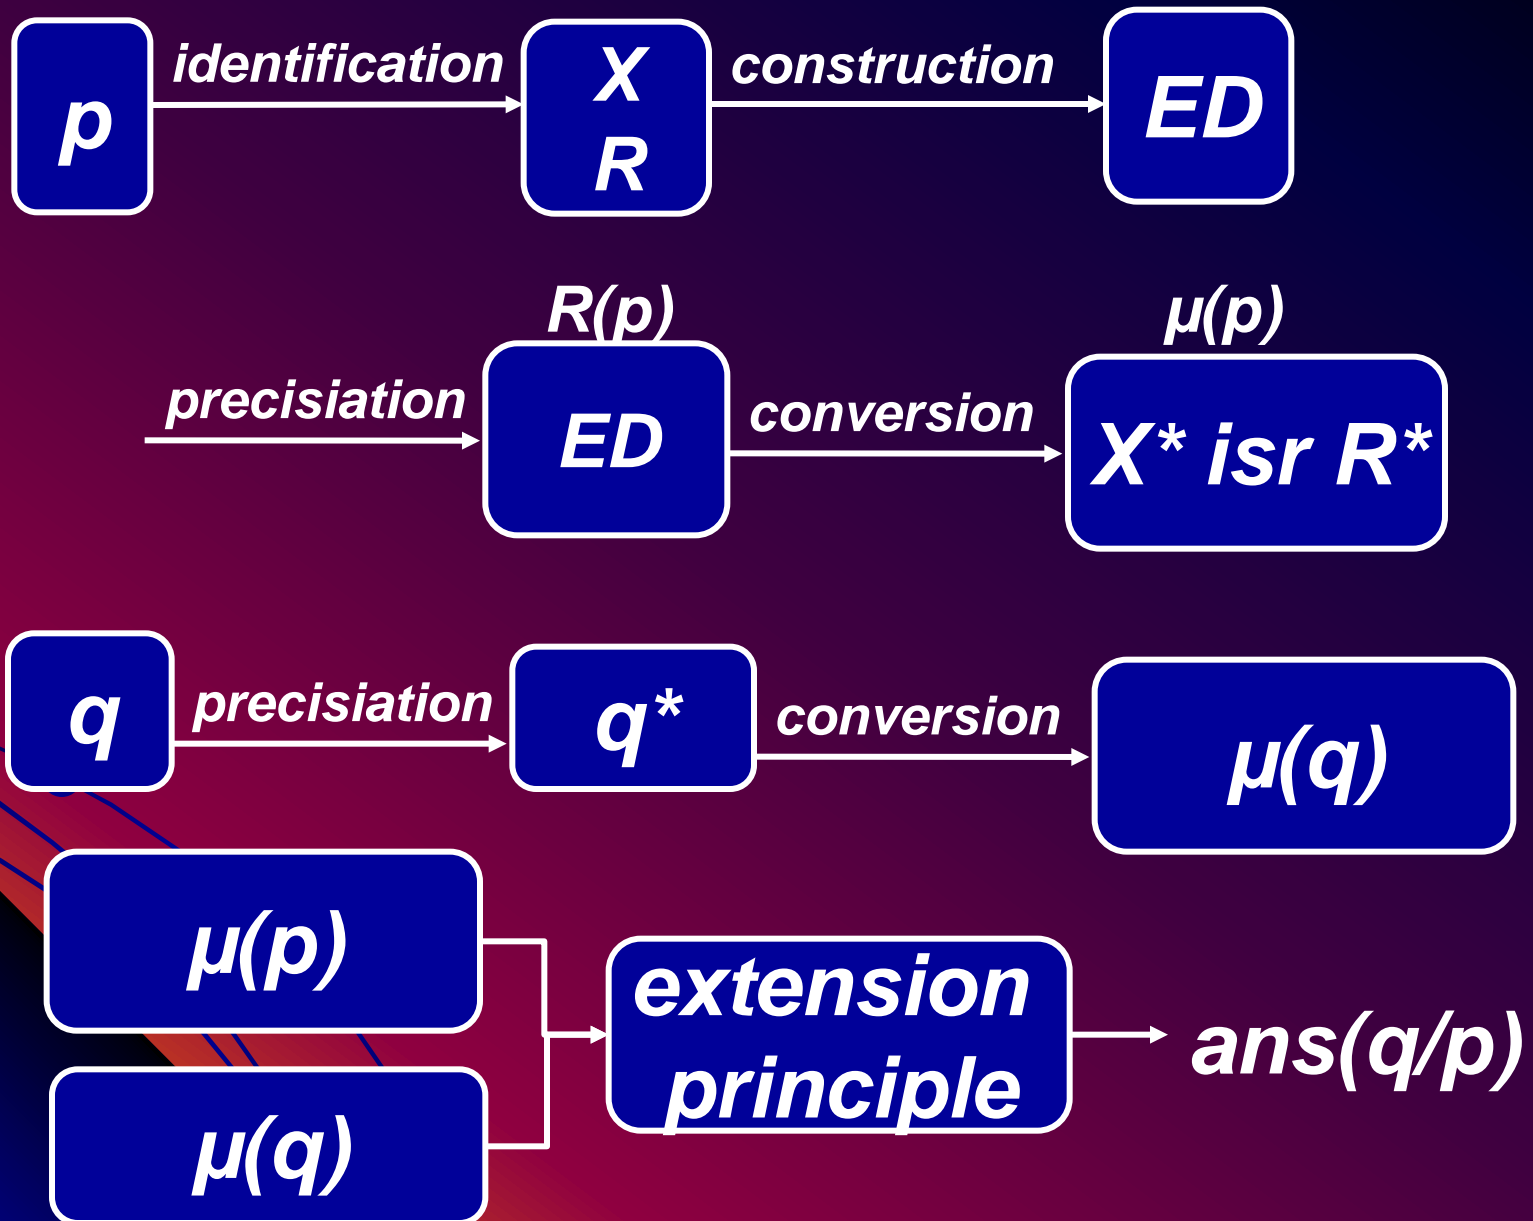 p
identification
X
R
construction
ED
R(p)
μ(p)
precisiation
ED
conversion
X* isr R*
q
precisiation
q*
conversion
μ(q)
μ(p)
μ(q)
extension
principle
ans(q/p)